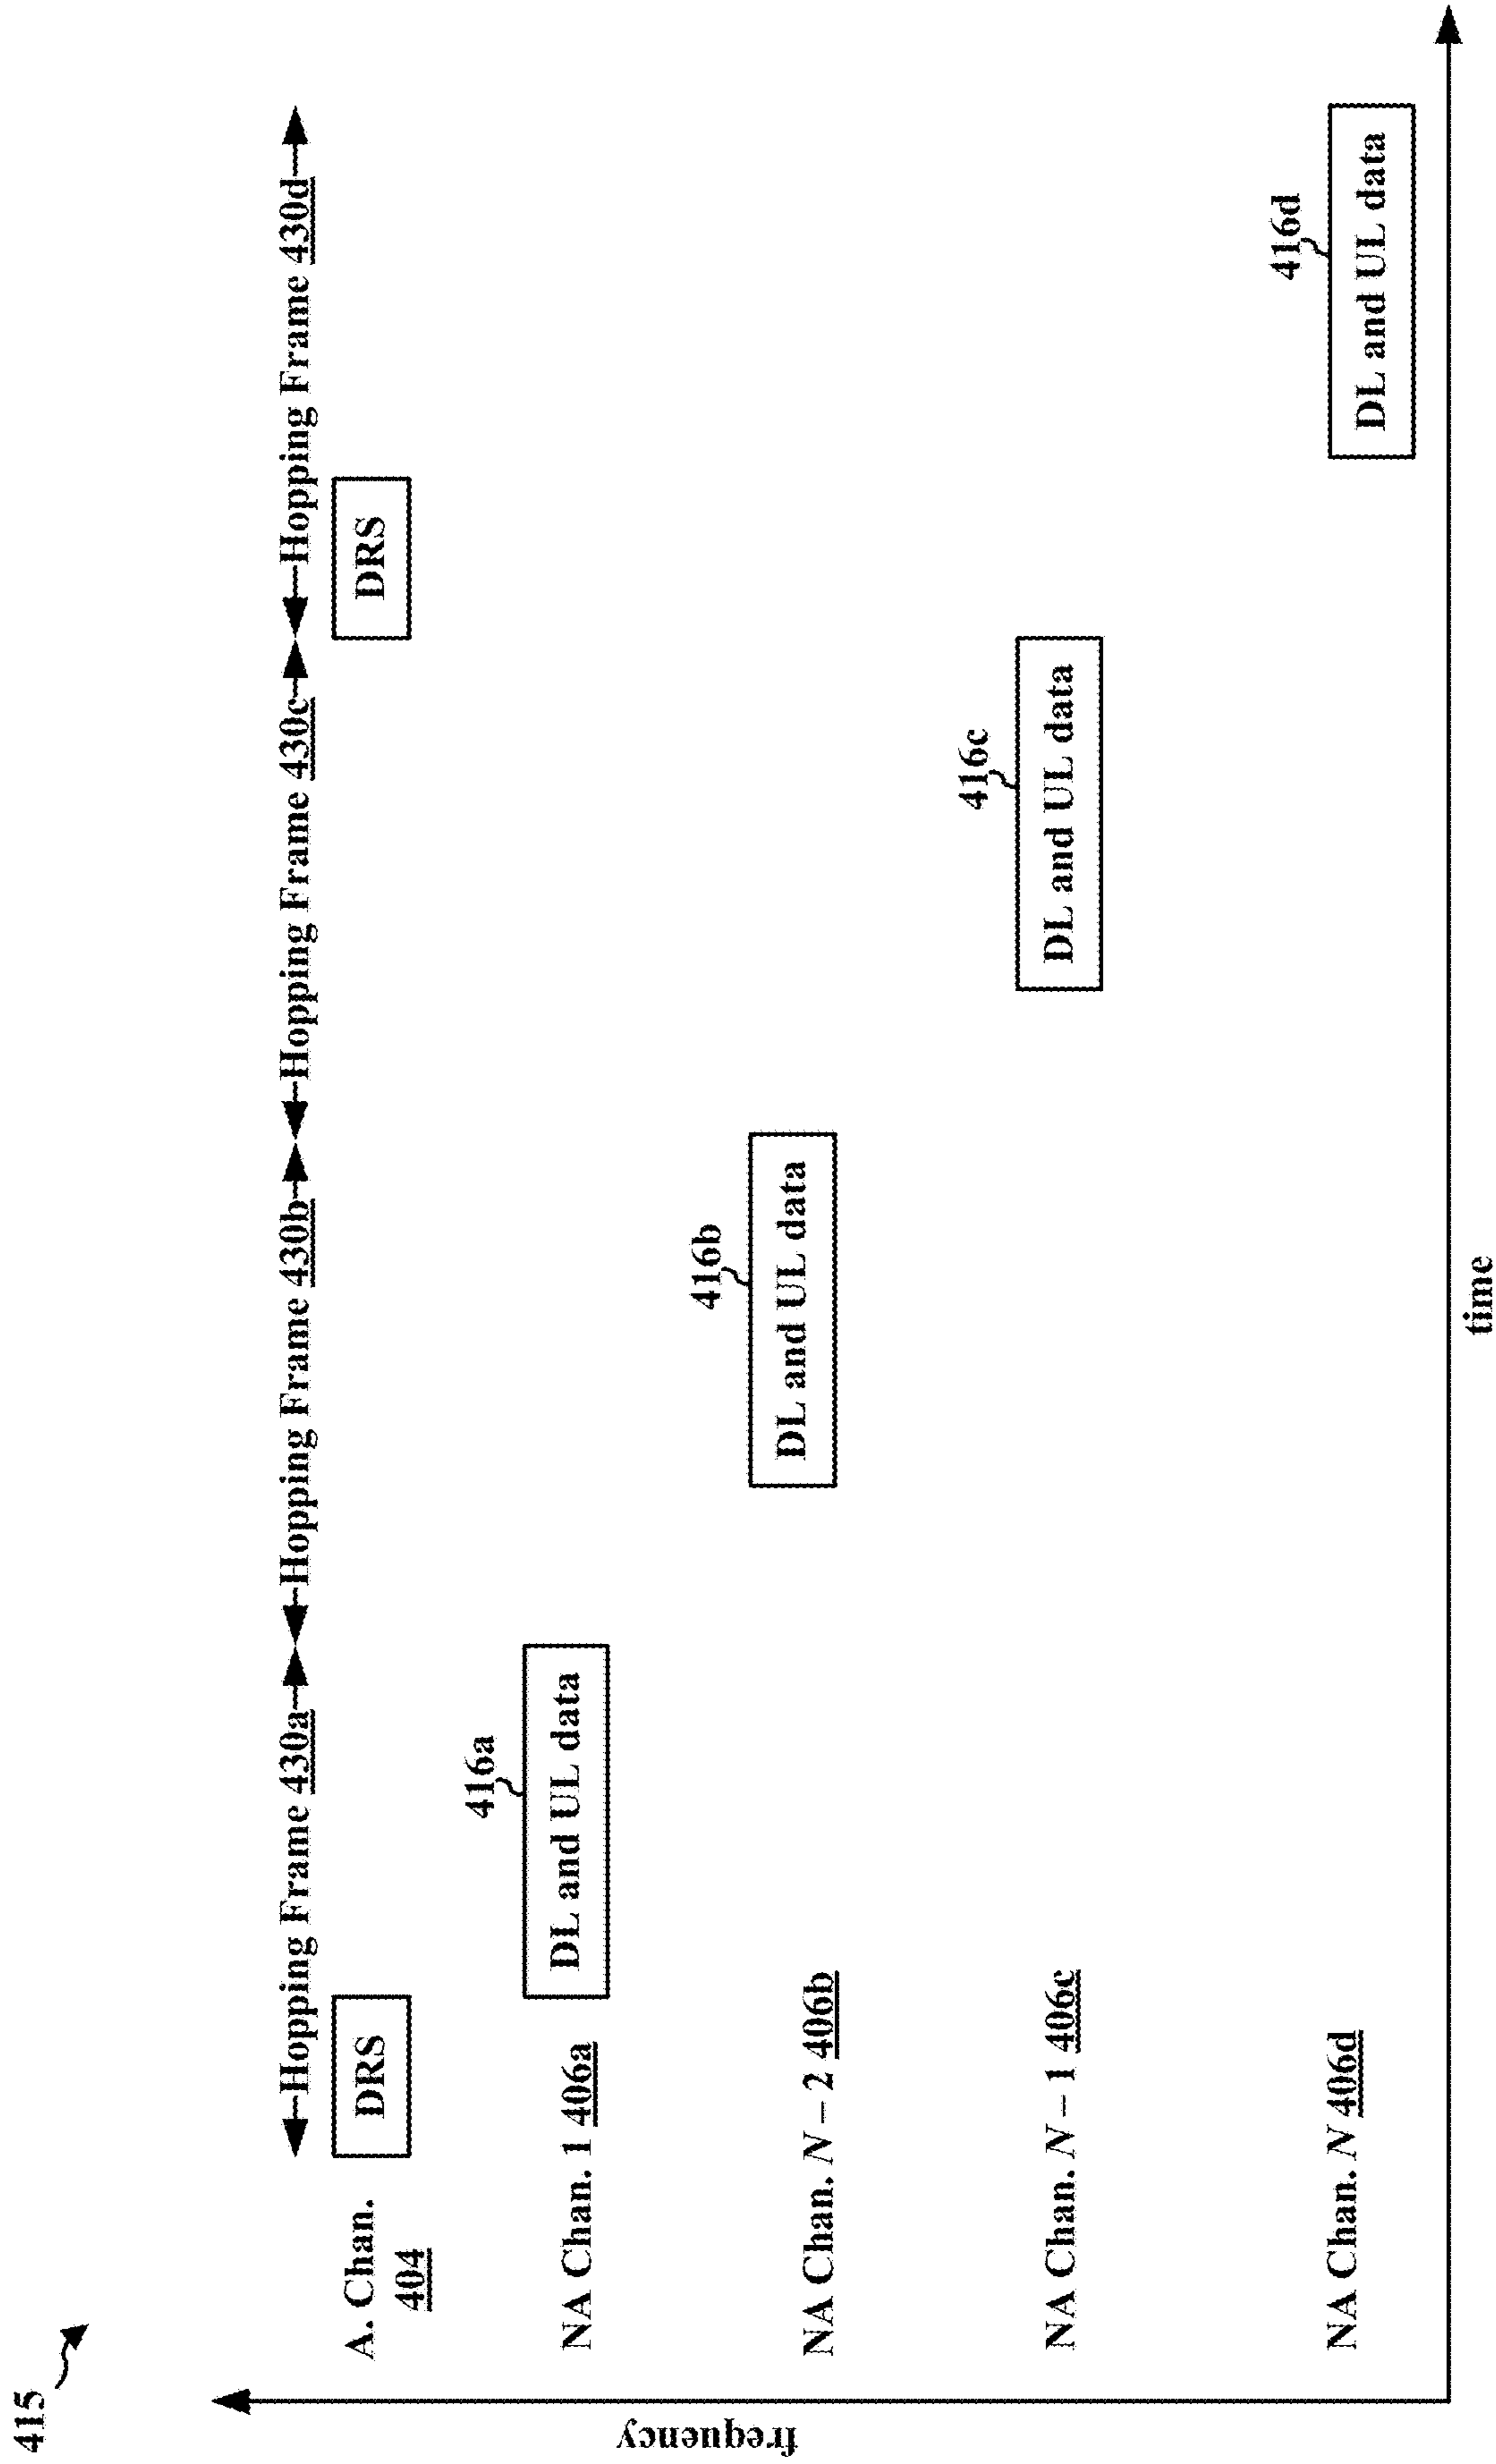 415
Hopping Frame 430a
Hopping Frame 430b
Hopping Frame 430c
Hopping Frame 430d
A. Chan.
404
DRS
DRS
416a
NA Chan. 1 406a
DL and UL data
416b
NA Chan. N – 2 406b
DL and UL data
416c
NA Chan. N – 1 406c
DL and UL data
416d
NA Chan. N 406d
DL and UL data
frequency
time